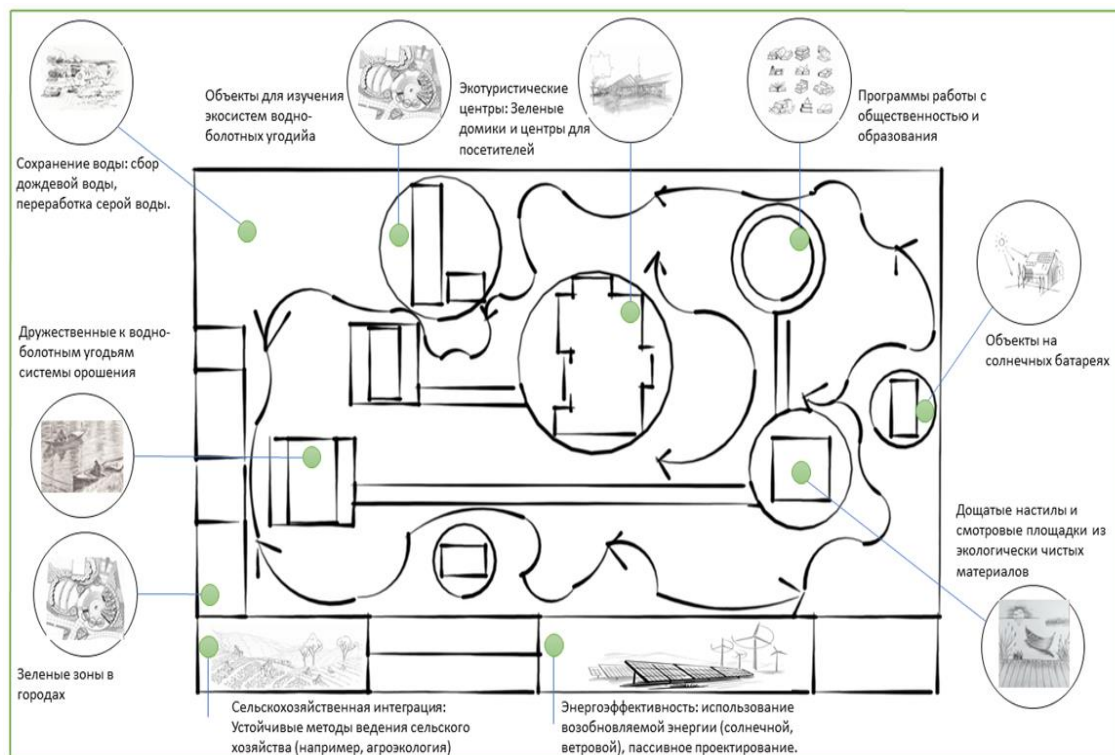 Объекты для изучения
экосистем водно-
болотных угодийа
Экотуристические
центры: Зеленые
домики и центры для
посетителей
Программы работы с
общественностью и
образования
Сохранение воды: сбор
дождевой воды,
переработка серой воды.
Дружественные к водно-
болотным угодьям
системы орошения
Объекты на
солнечных батареях
Дощатые настилы и
смотровые площадки из
экологически чистых
материалов
Зеленые зоны в
городах
Сельскохозяйственная интеграция:
Устойчивые методы ведения сельского
хозяйства (например, агроэкология)
Энергоэффективность: использование
возобновляемой энергии (солнечной,
ветровой), пассивное проектирование.